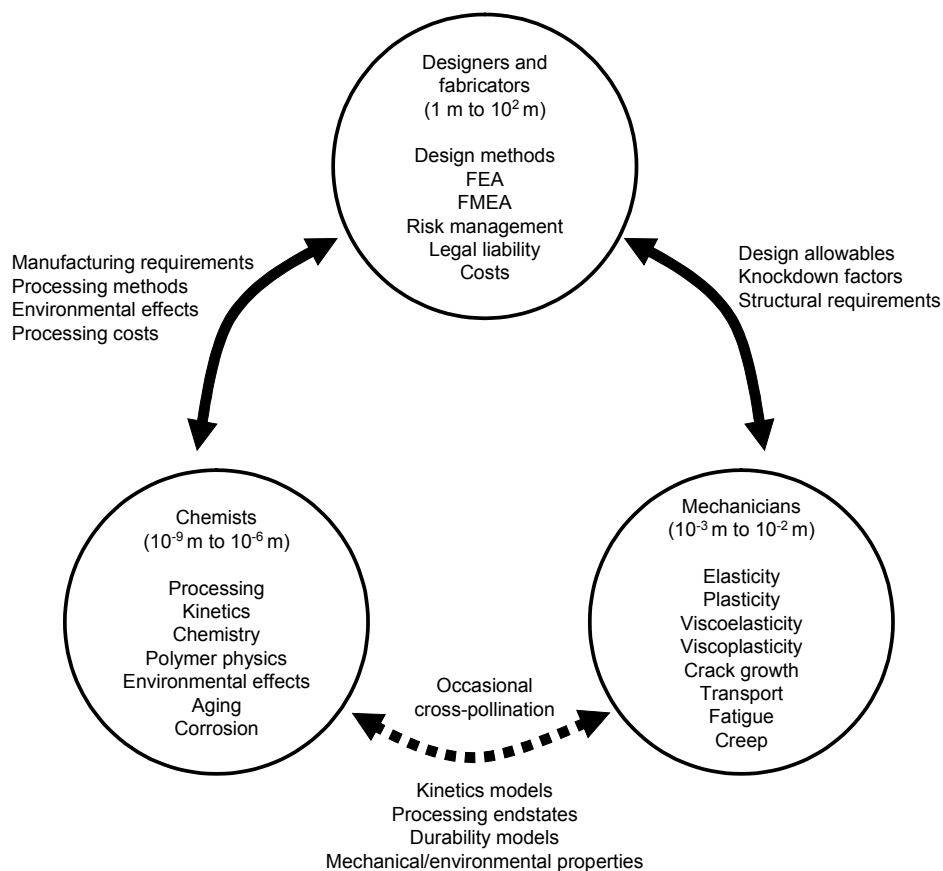 Designers and
fabricators
(1 m to 10² m)
Design methods
FEA
FMEA
Risk management
Legal liability
Costs
Manufacturing requirements
Processing methods
Environmental effects
Processing costs
Design allowables
Knockdown factors
Structural requirements
Chemists
(10⁻⁹ m to 10⁻⁶ m)
Processing
Kinetics
Chemistry
Polymer physics
Environmental effects
Aging
Corrosion
Mechanicians
(10⁻³ m to 10⁻² m)
Elasticity
Plasticity
Viscoelasticity
Viscoplasticity
Crack growth
Transport
Fatigue
Creep
Occasional
cross-pollination
Kinetics models
Processing endstates
Durability models
Mechanical/environmental properties